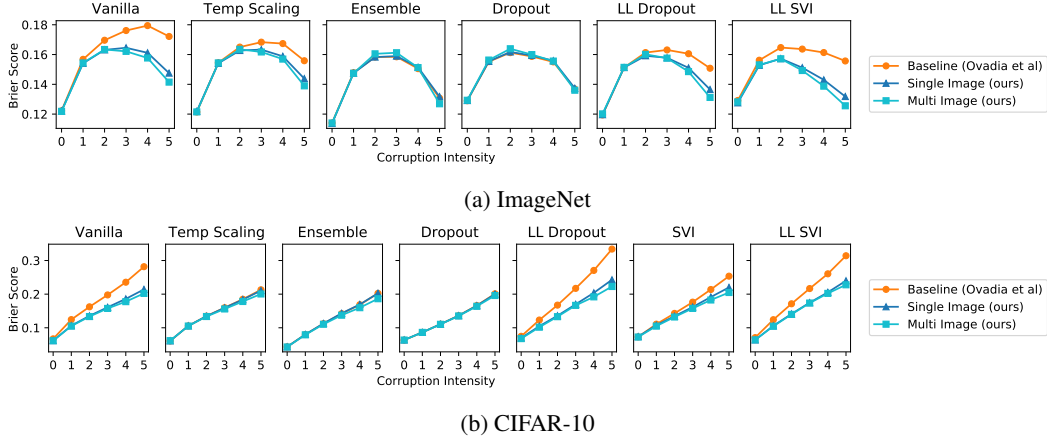 Vanilla Temp Scaling Ensemble Dropout LL Dropout LL SVI
Brier Score
0.18
0.16
0.14
0.12
0 1 2 3 4 5 0 1 2 3 4 5 0 1 2 3 4 5 0 1 2 3 4 5 0 1 2 3 4 5 0 1 2 3 4 5
Corruption Intensity
Baseline (Ovadia et al)
Single Image (ours)
Multi Image (ours)
(a) ImageNet
Vanilla Temp Scaling Ensemble Dropout LL Dropout SVI LL SVI
Brier Score
0.3
0.2
0.1
0 1 2 3 4 5 0 1 2 3 4 5 0 1 2 3 4 5 0 1 2 3 4 5 0 1 2 3 4 5 0 1 2 3 4 5 0 1 2 3 4 5
Corruption Intensity
Baseline (Ovadia et al)
Single Image (ours)
Multi Image (ours)
(b) CIFAR-10